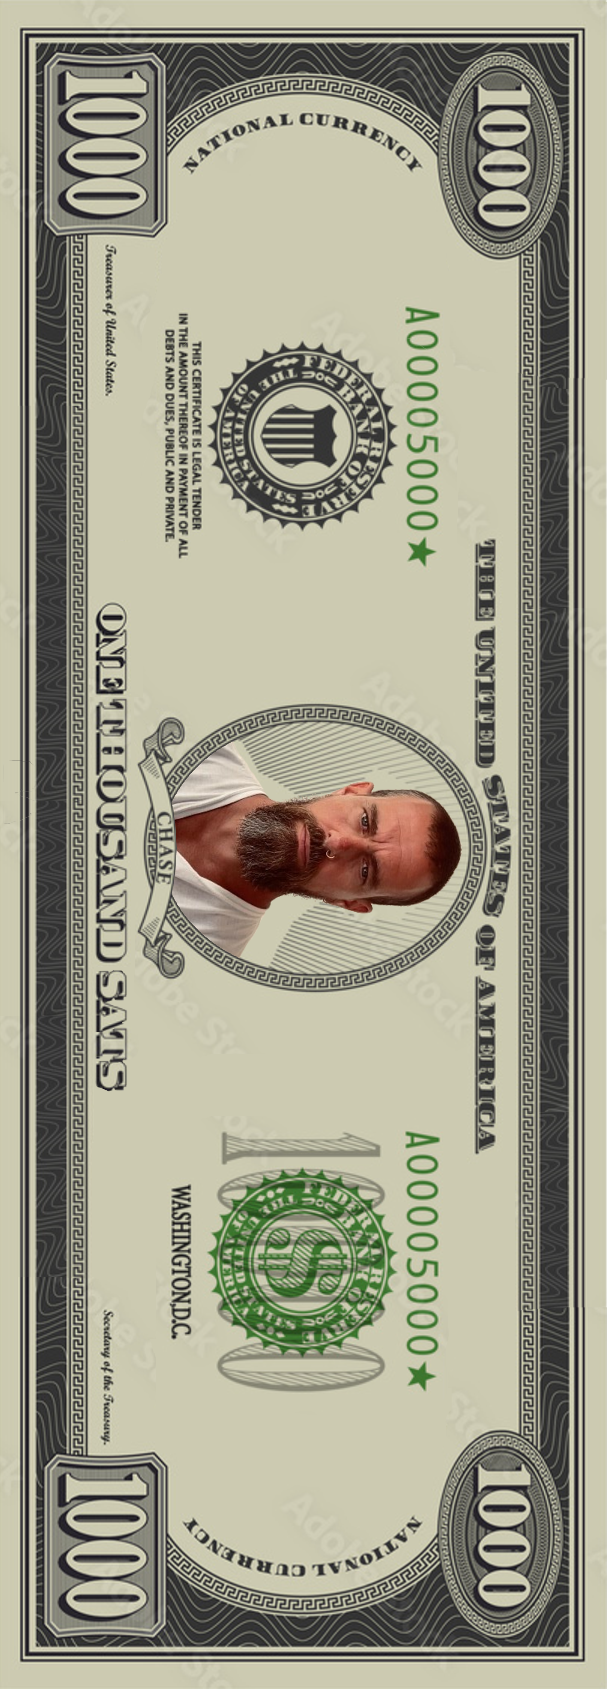 1000
NATIONAL CURRENCY
1000
A00005000★
THE UNITED STATES OF AMERICA
A00005000★
FEDERAL RESERVE BANK OF
THE UNITED STATES OF AMERICA
THIS CERTIFICATE IS LEGAL TENDER
IN THE AMOUNT THEREOF IN PAYMENT OF ALL
DEBTS AND DUES, PUBLIC AND PRIVATE.
1000
FEDERAL RESERVE BANK OF
THE UNITED STATES OF AMERICA
$
WASHINGTON,D.C.
CHASE
Treasurer of United States.
ONE THOUSAND SATS
Secretary of the Treasury.
1000
NATIONAL CURRENCY
1000
Adobe Stock